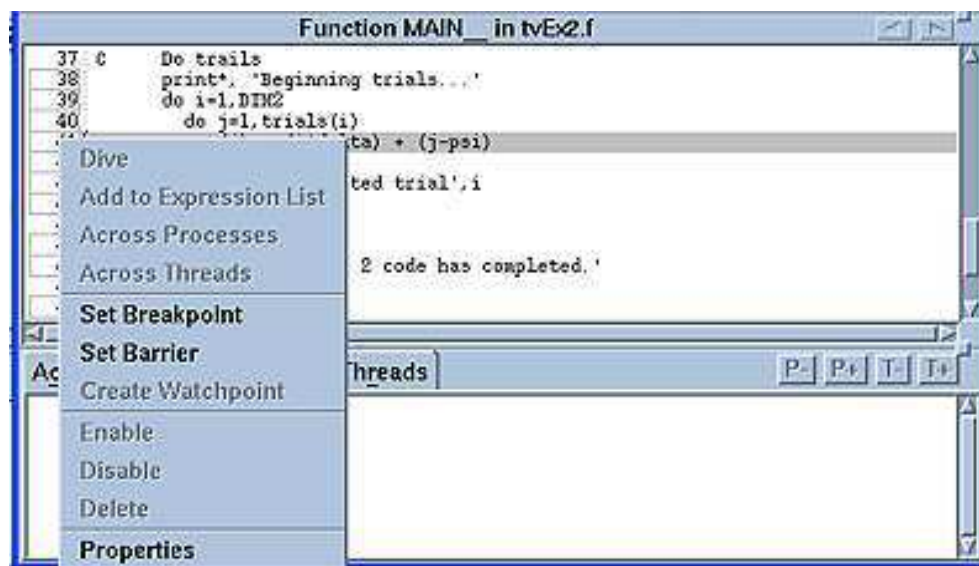 Function MAIN__ in tvEx2.f
37 C Do trails
38 print*, 'Beginning trials...'
39 do i=1,DIM2
40 do j=1,trials(i)
ta) + (j-psi)
ted trial',i
2 code has completed.'
Dive
Add to Expression List
Across Processes
Across Threads
Set Breakpoint
Set Barrier
Create Watchpoint
Enable
Disable
Delete
Properties
Threads
P- P+ T- T+